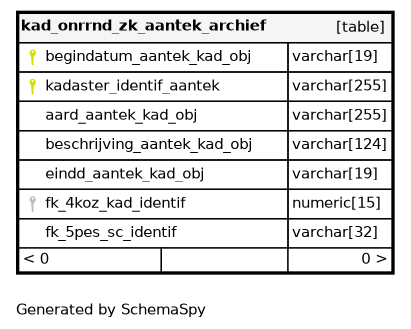 kad_onrrnd_zk_aantek_archief [table]
begindatum_aantek_kad_obj varchar[19]
kadaster_identif_aantek varchar[255]
aard_aantek_kad_obj varchar[255]
beschrijving_aantek_kad_obj varchar[124]
eindd_aantek_kad_obj varchar[19]
fk_4koz_kad_identif numeric[15]
fk_5pes_sc_identif varchar[32]
< 0 0 >
Generated by SchemaSpy